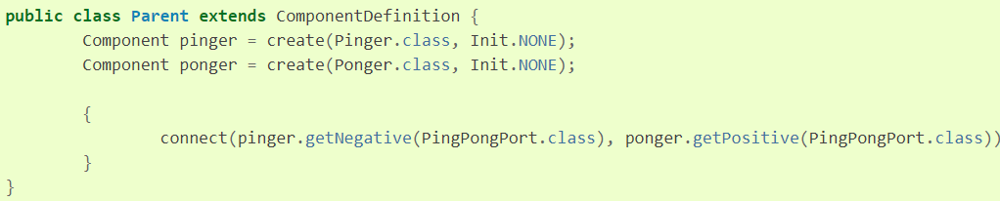 public class Parent extends ComponentDefinition {
        Component pinger = create(Pinger.class, Init.NONE);
        Component ponger = create(Ponger.class, Init.NONE);

        {
                connect(pinger.getNegative(PingPongPort.class), ponger.getPositive(PingPongPort.class))
        }
}